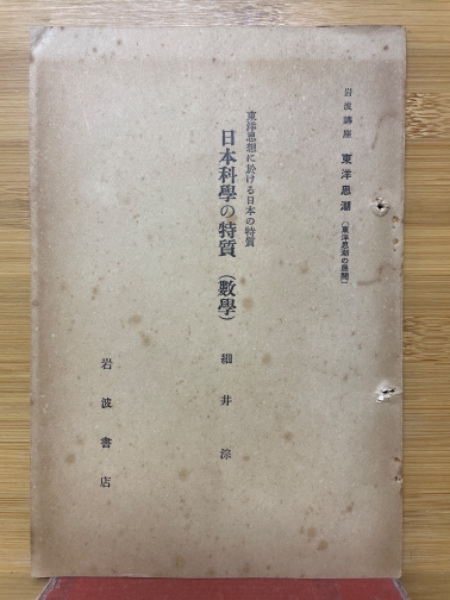 岩波講座 東洋思潮 〔東洋思潮の展開〕
東洋思想に於ける日本の特質
日本科學の特質 (數學)
細井淙
岩波書店